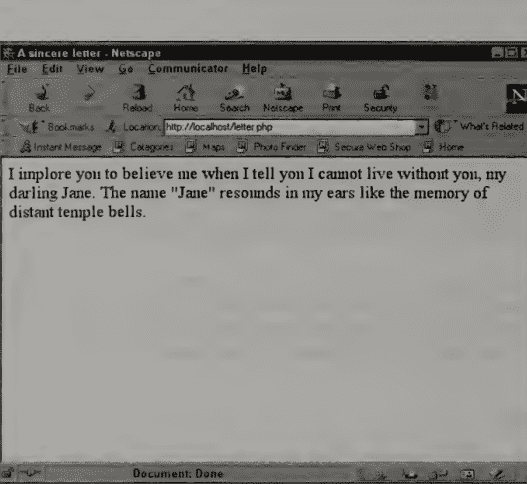 A sincere letter - Netscape
File Edit View Go Communicator Help
Back Reload Home Search Netscape Print Security
Bookmarks Location: http://localhost/letter.php What's Related
Instant Message Categories Maps Photo Finder Secure Web Shop Home
I implore you to believe me when I tell you I cannot live without you, my
darling Jane. The name "Jane" resounds in my ears like the memory of
distant temple bells.
Document: Done